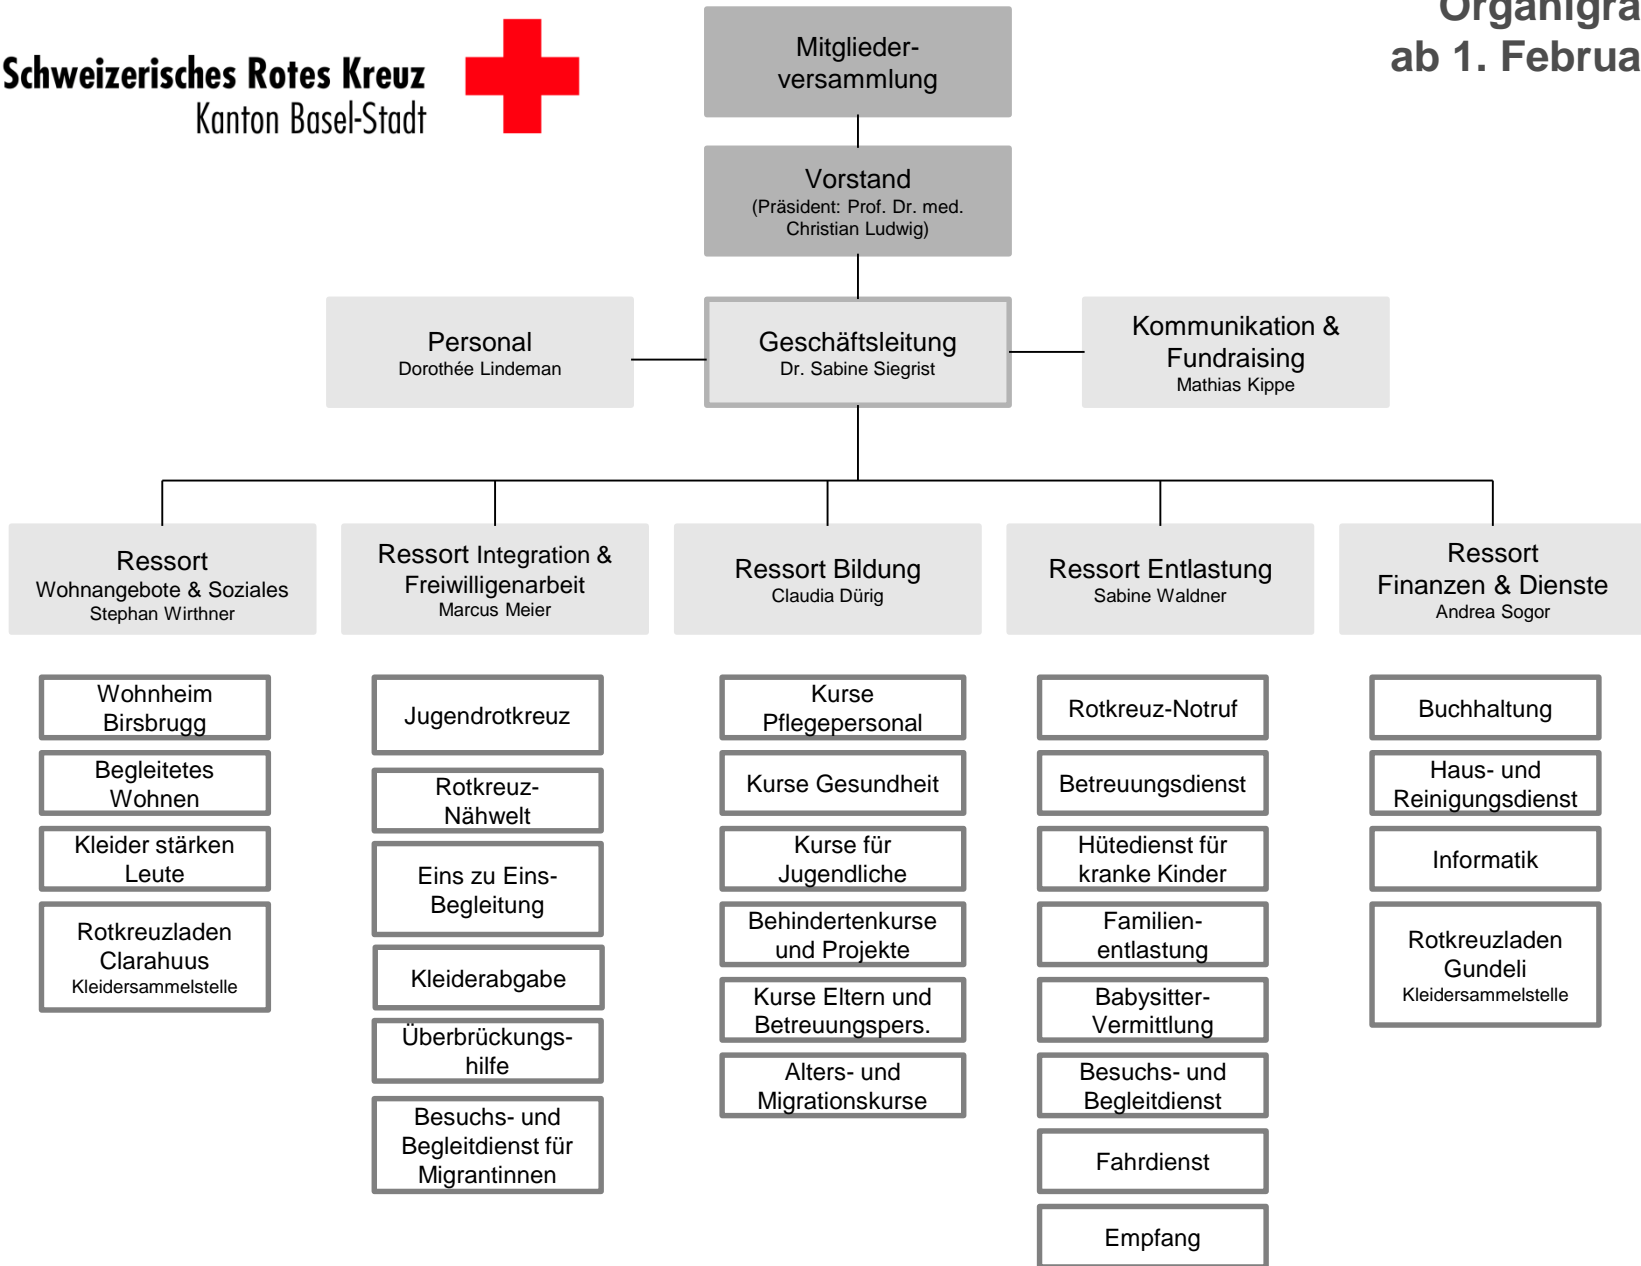 Schweizerisches Rotes Kreuz
Kanton Basel-Stadt
ab 1.
Mitglieder-
versammlung
Vorstand
(Präsident: Prof. Dr. med.
Christian Ludwig)
Personal
Dorothée Lindeman
Geschäftsleitung
Dr. Sabine Siegrist
Kommunikation &
Fundraising
Mathias Kippe
Ressort
Wohnangebote & Soziales
Stephan Wirthner
Ressort Integration &
Freiwilligenarbeit
Marcus Meier
Ressort Bildung
Claudia Dürig
Ressort Entlastung
Sabine Waldner
Ressort
Finanzen & Dienste
Andrea Sogor
Wohnheim
Birsbrugg
Begleitetes
Wohnen
Kleider stärken
Leute
Rotkreuzladen
Clarahuus
Kleidersammelstelle
Jugendrotkreuz
Rotkreuz-
Nähwelt
Eins zu Eins-
Begleitung
Kleiderabgabe
Überbrückungs-
hilfe
Besuchs- und
Begleitdienst für
Migrantinnen
Kurse
Pflegepersonal
Kurse Gesundheit
Kurse für
Jugendliche
Behindertenkurse
und Projekte
Kurse Eltern und
Betreuungspers.
Alters- und
Migrationskurse
Rotkreuz-Notruf
Betreuungsdienst
Hütedienst für
kranke Kinder
Familien-
entlastung
Babysitter-
Vermittlung
Besuchs- und
Begleitdienst
Fahrdienst
Empfang
Buchhaltung
Haus- und
Reinigungsdienst
Informatik
Rotkreuzladen
Gundeli
Kleidersammelstelle